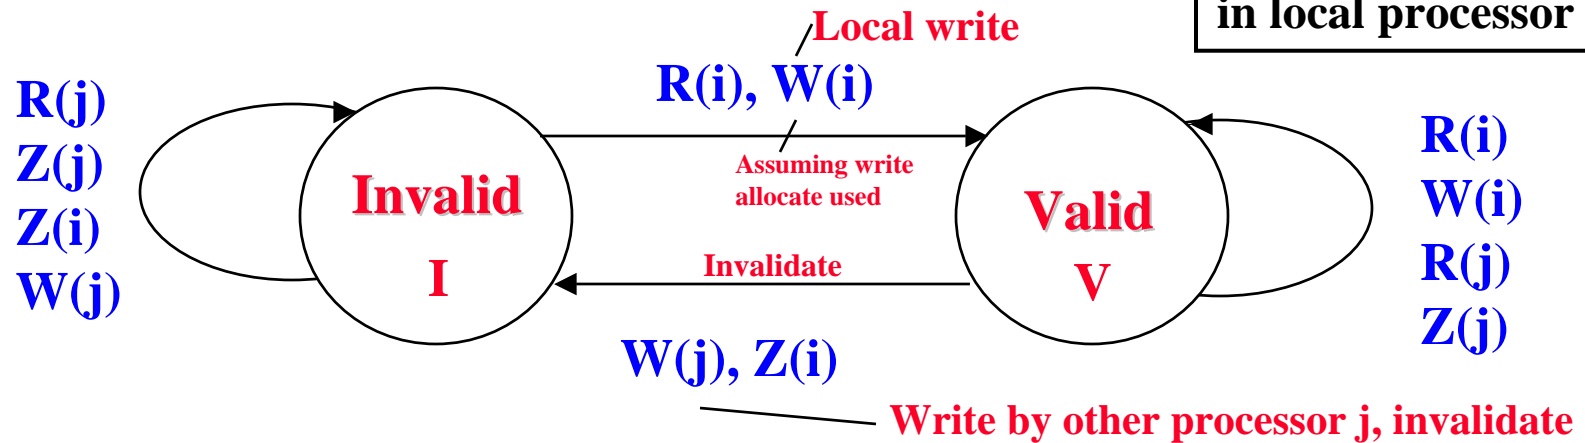 in local processor
Local write
R(i), W(i)
R(j)
Z(j)
Z(i)
W(j)
Assuming write
allocate used
Invalid
I
Valid
V
R(i)
W(i)
R(j)
Z(j)
Invalidate
W(j), Z(i)
Write by other processor j, invalidate